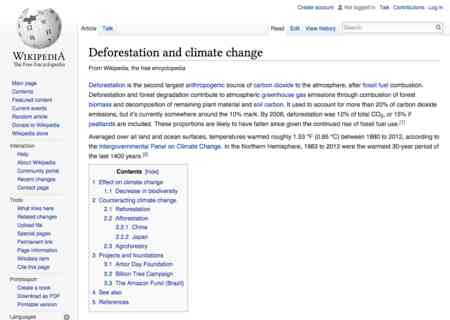 Create account Not logged in Talk Contributions Log in
Article Talk Read Edit View history Search
WIKIPEDIA
The Free Encyclopedia
Main page
Contents
Featured content
Current events
Random article
Donate to Wikipedia
Wikipedia store
Interaction
Help
About Wikipedia
Community portal
Recent changes
Contact page
Tools
What links here
Related changes
Upload file
Special pages
Permanent link
Page information
Wikidata item
Cite this page
Print/export
Create a book
Download as PDF
Printable version
Languages
Deforestation and climate change
From Wikipedia, the free encyclopedia
Deforestation is the second largest anthropogenic source of carbon dioxide to the atmosphere, after fossil fuel combustion.
Deforestation and forest degradation contribute to atmospheric greenhouse gas emissions through combustion of forest
biomass and decomposition of remaining plant material and soil carbon. It used to account for more than 20% of carbon dioxide
emissions, but it's currently somewhere around the 10% mark. By 2008, deforestation was 12% of total CO2, or 15% if
peatlands are included. These proportions are likely to have fallen since given the continued rise of fossil fuel use.[1]
Averaged over all land and ocean surfaces, temperatures warmed roughly 1.53 °F (0.85 °C) between 1880 to 2012, according to
the Intergovernmental Panel on Climate Change. In the Northern Hemisphere, 1983 to 2012 were the warmest 30-year period of
the last 1400 years.[2]
Contents [hide]
1 Effect on climate change
1.1 Decrease in biodiversity
2 Counteracting climate change
2.1 Reforestation
2.2 Afforestation
2.2.1 China
2.2.2 Japan
2.3 Agroforestry
3 Projects and foundations
3.1 Arbor Day Foundation
3.2 Billion Tree Campaign
3.3 The Amazon Fund (Brazil)
4 See also
5 References